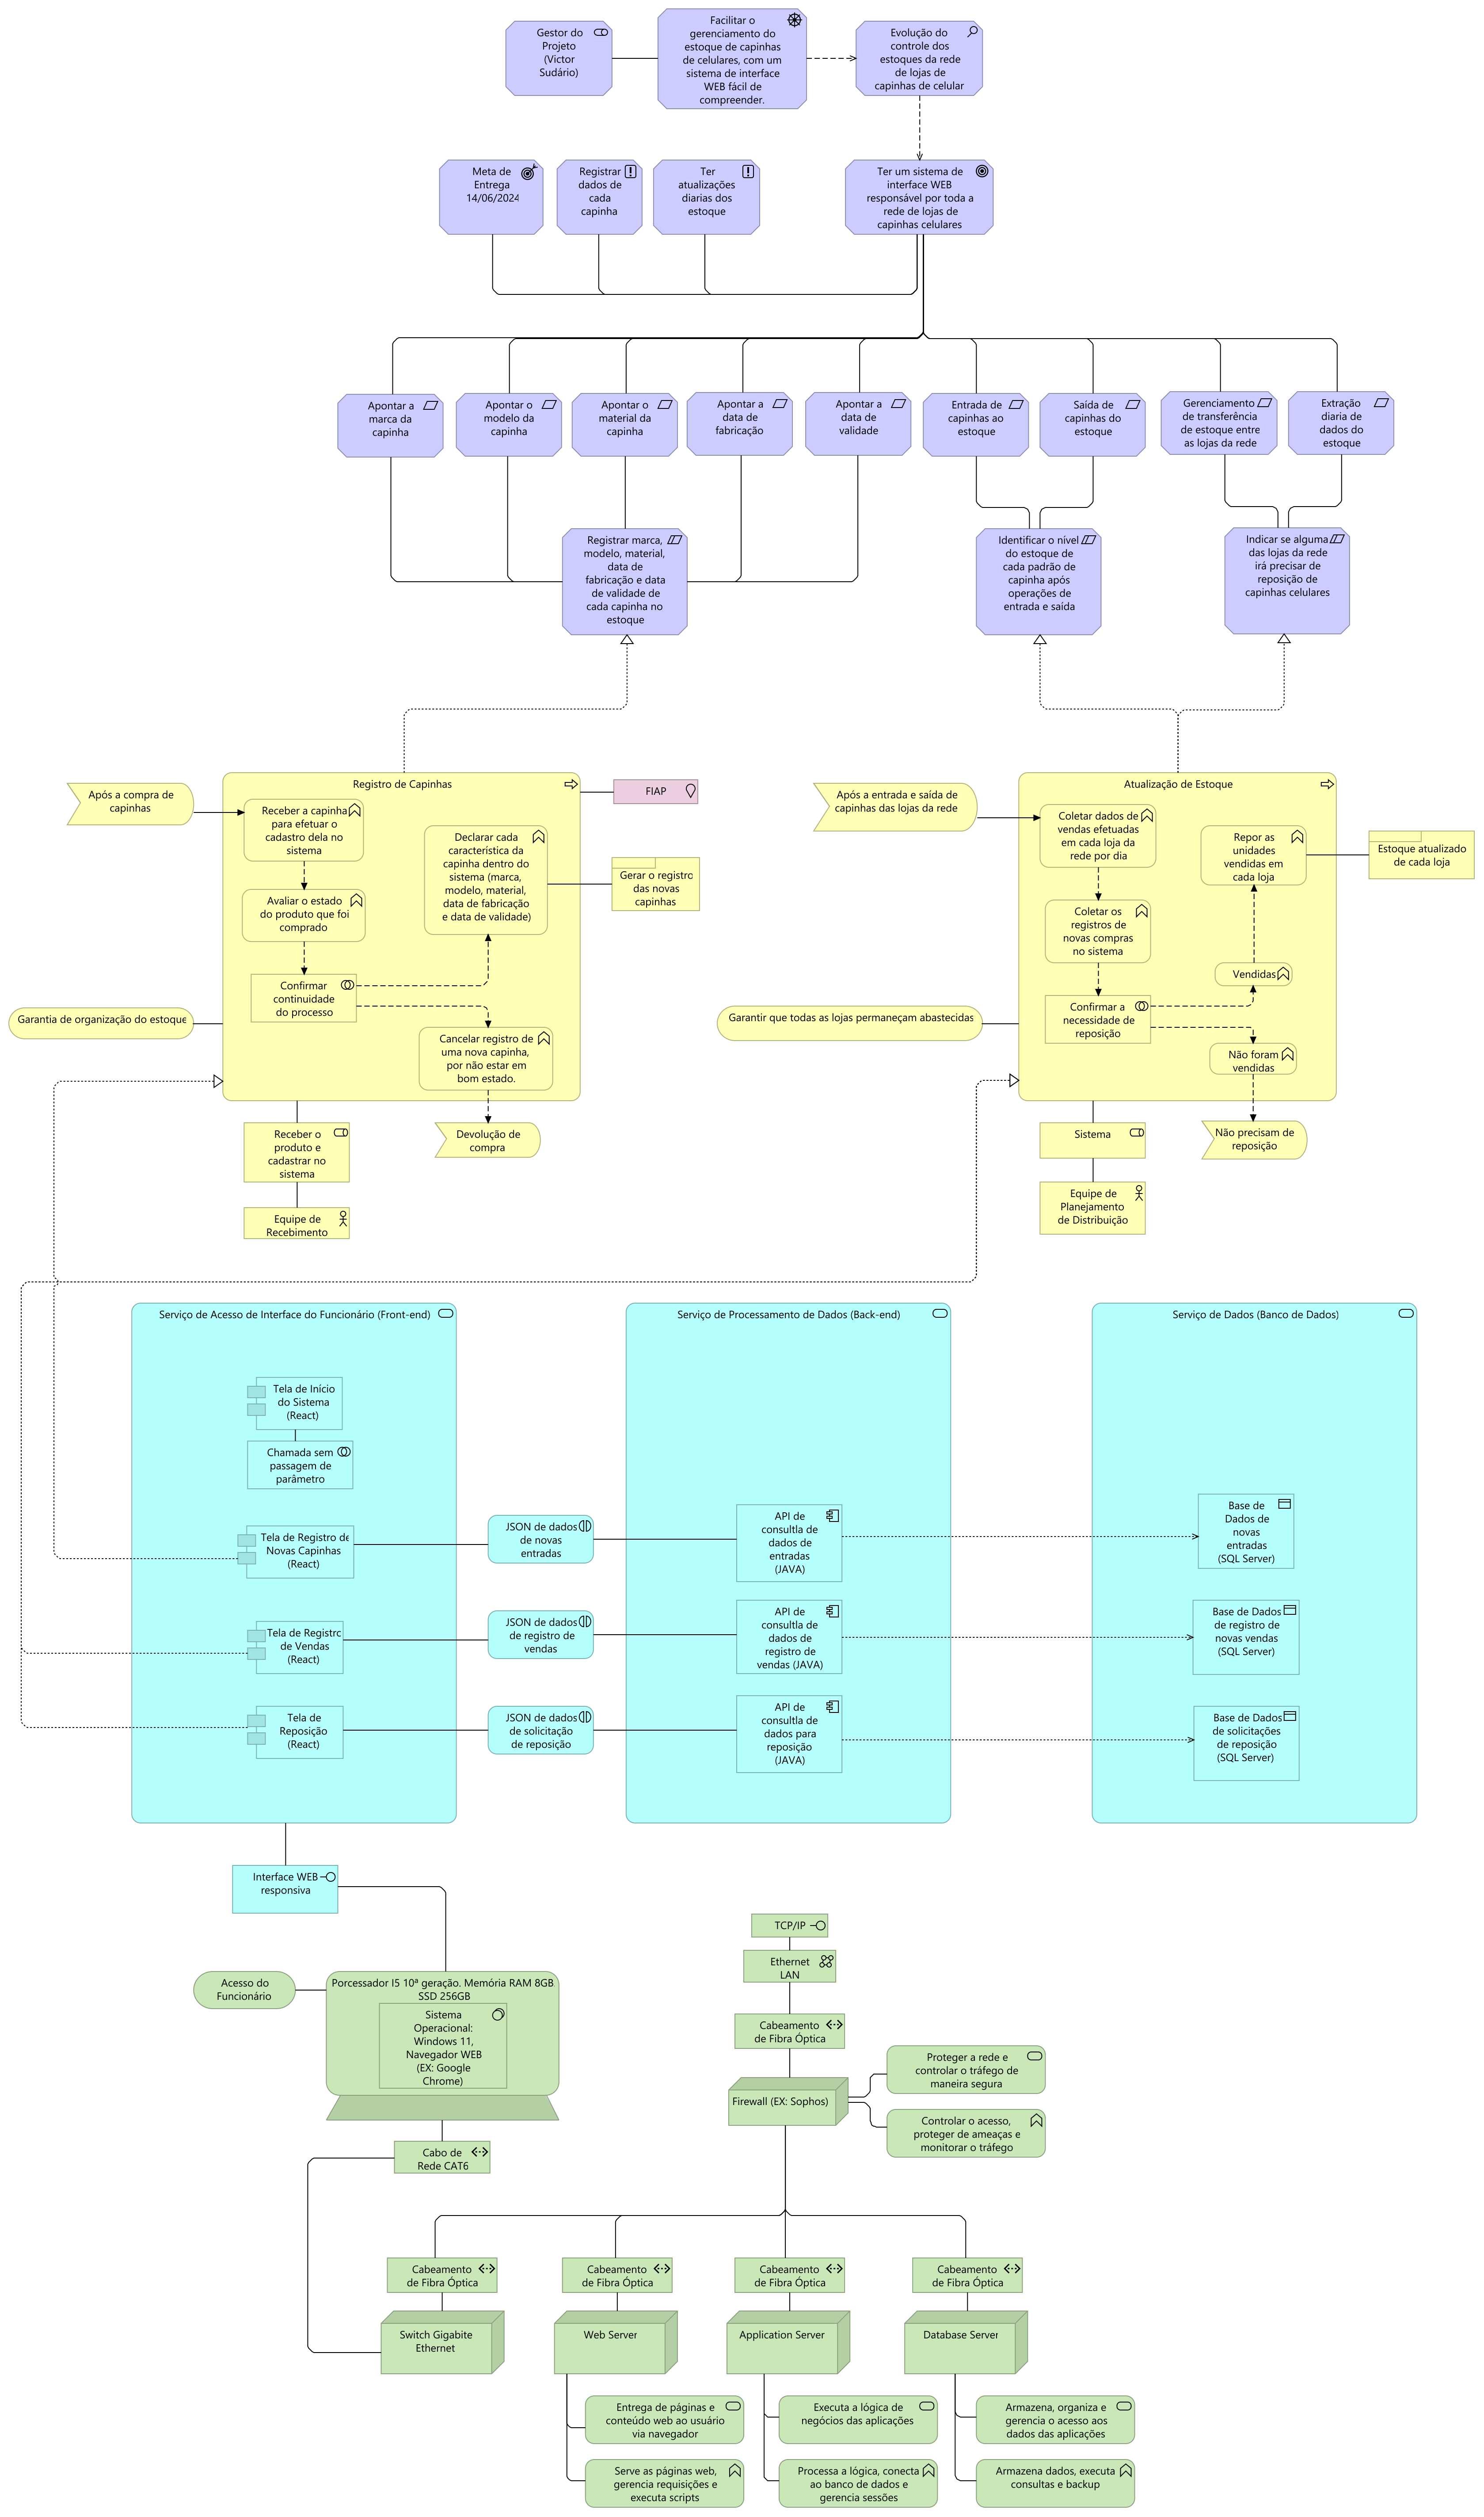 Gestor do
Projeto
(Victor
Sudário)
Facilitar o
gerenciamento do
estoque de capinhas
de celulares, com um
sistema de interface
WEB fácil de
compreender.
Evolução do
controle dos
estoques da rede
de lojas de
capinhas de celular
Meta de
Entrega
14/06/2024
Registrar
dados de
cada
capinha
Ter
atualizações
diarias dos
estoque
Ter um sistema de
interface WEB
responsável por toda a
rede de lojas de
capinhas celulares
Apontar a
marca da
capinha
Apontar o
modelo da
capinha
Apontar o
material da
capinha
Apontar a
data de
fabricação
Apontar a
data de
validade
Entrada de
capinhas ao
estoque
Saída de
capinhas do
estoque
Gerenciamento
de transferência
de estoque entre
as lojas da rede
Extração
diaria de
dados do
estoque
Registrar marca,
modelo, material,
data de
fabricação e data
de validade de
cada capinha no
estoque
Identificar o nível
do estoque de
cada padrão de
capinha após
operações de
entrada e saída
Indicar se alguma
das lojas da rede
irá precisar de
reposição de
capinhas celulares
Após a compra de
capinhas
Registro de Capinhas
Receber a capinha
para efetuar o
cadastro dela no
sistema
Avaliar o estado
do produto que foi
comprado
Confirmar
continuidade
do processo
Declarar cada
característica da
capinha dentro do
sistema (marca,
modelo, material,
data de fabricação
e data de validade)
Cancelar registro de
uma nova capinha,
por não estar em
bom estado.
FIAP
Gerar o registro
das novas
capinhas
Garantia de organização do estoque
Receber o
produto e
cadastrar no
sistema
Equipe de
Recebimento
Devolução de
compra
Após a entrada e saída de
capinhas das lojas da rede
Atualização de Estoque
Coletar dados de
vendas efetuadas
em cada loja da
rede por dia
Coletar os
registros de
novas compras
no sistema
Confirmar a
necessidade de
reposição
Repor as
unidades
vendidas em
cada loja
Vendidas
Não foram
vendidas
Estoque atualizado
de cada loja
Garantir que todas as lojas permaneçam abastecidas
Sistema
Equipe de
Planejamento
de Distribuição
Não precisam de
reposição
Serviço de Acesso de Interface do Funcionário (Front-end)
Tela de Início
do Sistema
(React)
Chamada sem
passagem de
parâmetro
Tela de Registro de
Novas Capinhas
(React)
Tela de Registro
de Vendas
(React)
Tela de
Reposição
(React)
JSON de dados
de novas
entradas
JSON de dados
de registro de
vendas
JSON de dados
de solicitação
de reposição
Serviço de Processamento de Dados (Back-end)
API de
consultla de
dados de
entradas
(JAVA)
API de
consultla de
dados de
registro de
vendas (JAVA)
API de
consultla de
dados para
reposição
(JAVA)
Serviço de Dados (Banco de Dados)
Base de
Dados de
novas
entradas
(SQL Server)
Base de Dados
de registro de
novas vendas
(SQL Server)
Base de Dados
de solicitações
de reposição
(SQL Server)
Interface WEB
responsiva
Acesso do
Funcionário
Porcessador I5 10ª geração. Memória RAM 8GB
SSD 256GB
Sistema
Operacional:
Windows 11,
Navegador WEB
(EX: Google
Chrome)
Cabo de
Rede CAT6
TCP/IP
Ethernet
LAN
Cabeamento
de Fibra Óptica
Firewall (EX: Sophos)
Proteger a rede e
controlar o tráfego de
maneira segura
Controlar o acesso,
proteger de ameaças e
monitorar o tráfego
Cabeamento
de Fibra Óptica
Cabeamento
de Fibra Óptica
Cabeamento
de Fibra Óptica
Cabeamento
de Fibra Óptica
Switch Gigabite
Ethernet
Web Server
Application Server
Database Server
Entrega de páginas e
conteúdo web ao usuário
via navegador
Serve as páginas web,
gerencia requisições e
executa scripts
Executa a lógica de
negócios das aplicações
Processa a lógica, conecta
ao banco de dados e
gerencia sessões
Armazena, organiza e
gerencia o acesso aos
dados das aplicações
Armazena dados, executa
consultas e backup